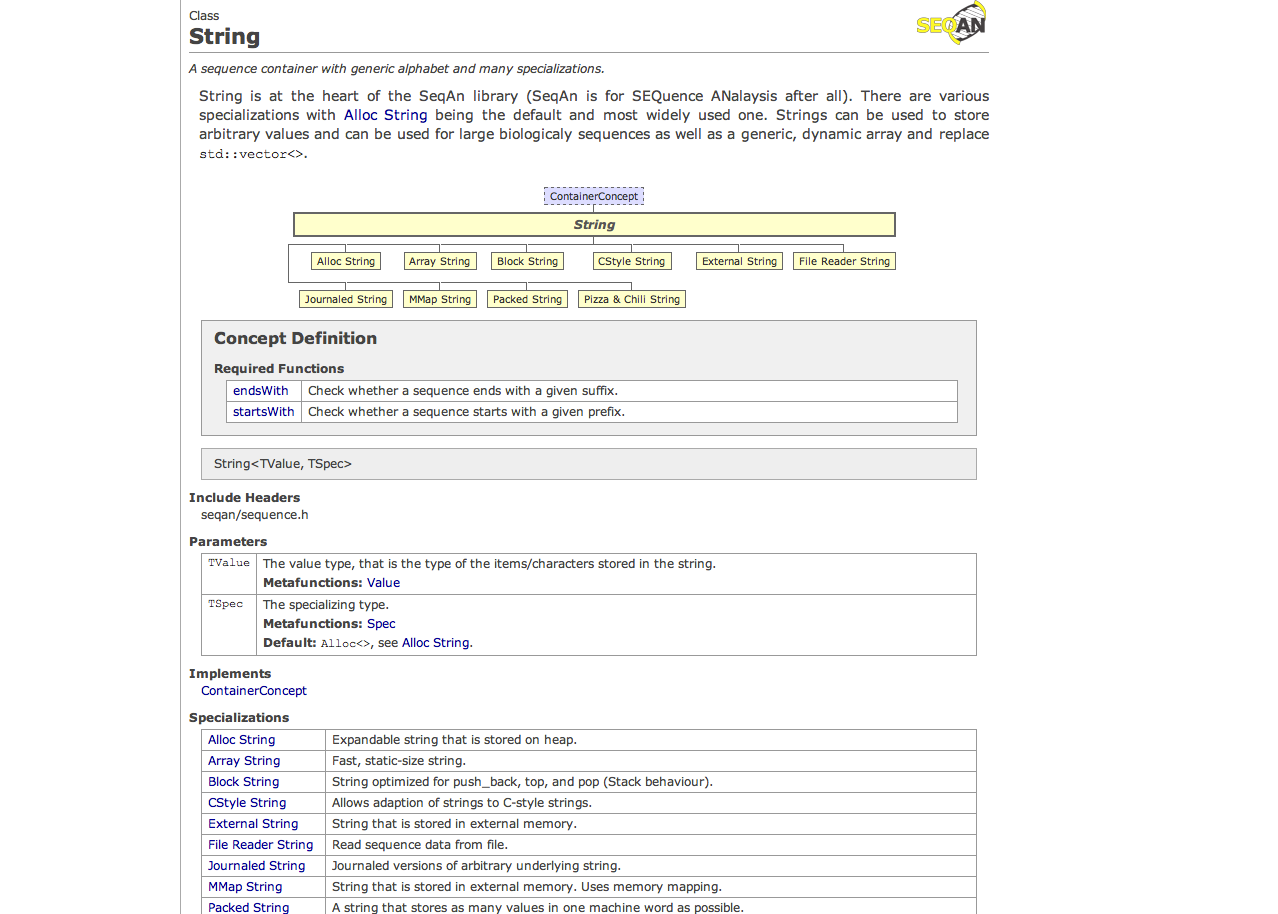 Class
SEQAN
String
A sequence container with generic alphabet and many specializations.
String is at the heart of the SeqAn library (SeqAn is for SEQuence ANalaysis after all). There are various
specializations with Alloc String being the default and most widely used one. Strings can be used to store
arbitrary values and can be used for large biologicaly sequences as well as a generic, dynamic array and replace
std::vector<>.
ContainerConcept
String
Alloc String Array String Block String CStyle String External String File Reader String
Journaled String MMap String Packed String Pizza & Chili String
Concept Definition
Required Functions
endsWith Check whether a sequence ends with a given suffix.
startsWith Check whether a sequence starts with a given prefix.
String<TValue, TSpec>
Include Headers
seqan/sequence.h
Parameters
TValue The value type, that is the type of the items/characters stored in the string.
Metafunctions: Value
TSpec The specializing type.
Metafunctions: Spec
Default: Alloc<>, see Alloc String.
Implements
ContainerConcept
Specializations
Alloc String Expandable string that is stored on heap.
Array String Fast, static-size string.
Block String String optimized for push_back, top, and pop (Stack behaviour).
CStyle String Allows adaption of strings to C-style strings.
External String String that is stored in external memory.
File Reader String Read sequence data from file.
Journaled String Journaled versions of arbitrary underlying string.
MMap String String that is stored in external memory. Uses memory mapping.
Packed String A string that stores as many values in one machine word as possible.